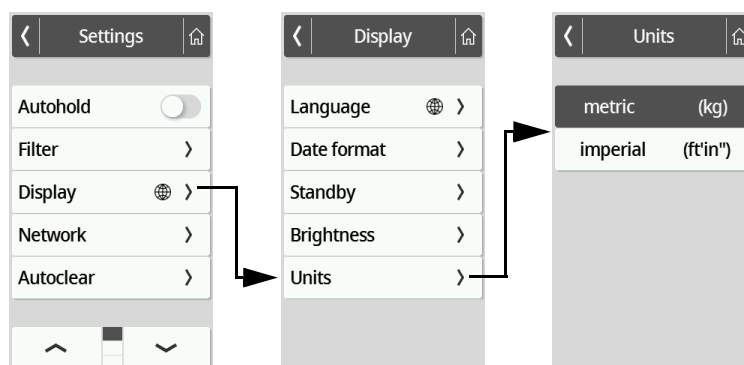 Settings
Autohold
Filter
Display
Network
Autoclear
Display
Language
Date format
Standby
Brightness
Units
Units
metric (kg)
imperial (ft'in")